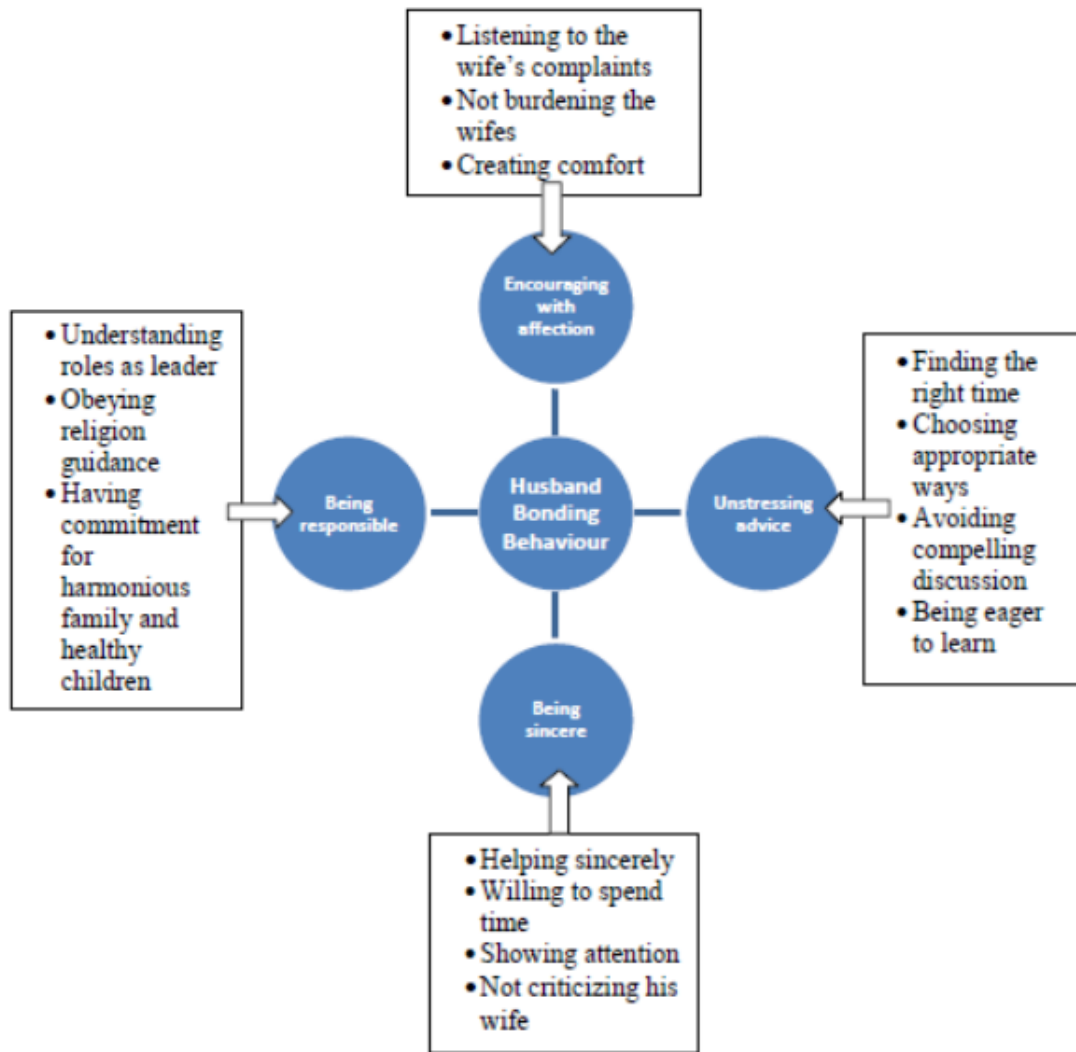 • Listening to the
wife's complaints
• Not burdening the
wifes
• Creating comfort
Encouraging
with
affection
• Understanding
roles as leader
• Obeying
religion
guidance
• Having
commitment
for
harmonious
family and
healthy
children
Being
responsible
Husband
Bonding
Behaviour
Unstressing
advice
• Finding the
right time
• Choosing
appropriate
ways
• Avoiding
compelling
discussion
• Being eager
to learn
Being
sincere
• Helping sincerely
• Willing to spend
time
• Showing attention
• Not criticizing his
wife